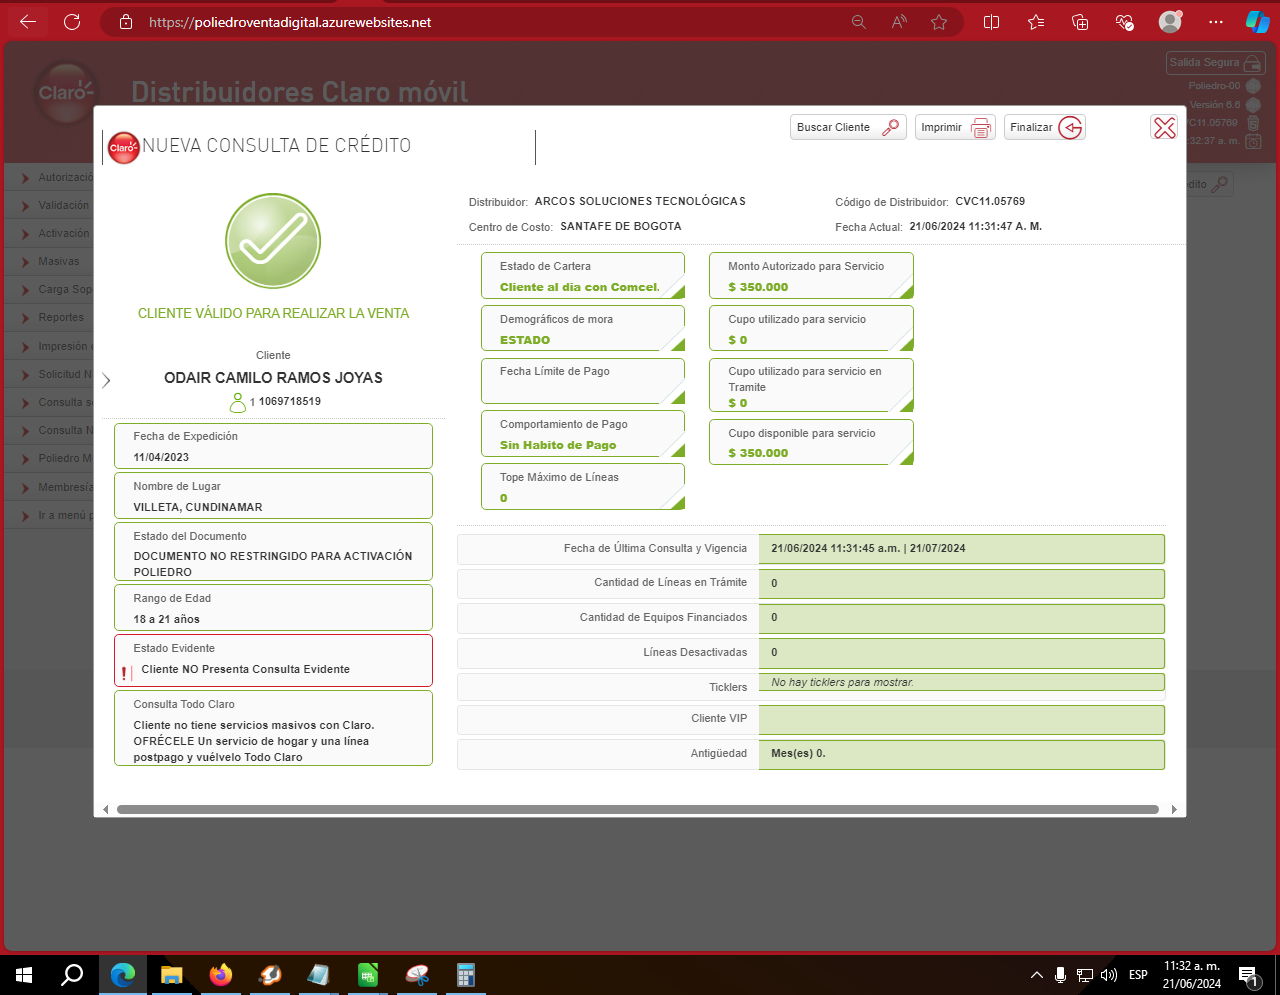 https://poliedroventadigital.azurewebsites.net
Claro
Distribuidores Claro móvil
Salida Segura
Poliedro-00
Versión 6.6
Autorizació
Validación
Activación
Masivas
Carga Sop
Reportes
Impresión
Solicitud N
Consulta s
Consulta N
Poliedro M
Membresía
Ir a menú p
Claro
NUEVA CONSULTA DE CRÉDITO
Buscar Cliente
Imprimir
Finalizar
CLIENTE VÁLIDO PARA REALIZAR LA VENTA
Cliente
ODAIR CAMILO RAMOS JOYAS
1 1069718519
Fecha de Expedición
11/04/2023
Nombre de Lugar
VILLETA, CUNDINAMAR
Estado del Documento
DOCUMENTO NO RESTRINGIDO PARA ACTIVACIÓN
POLIEDRO
Rango de Edad
18 a 21 años
Estado Evidente
! Cliente NO Presenta Consulta Evidente
Consulta Todo Claro
Cliente no tiene servicios masivos con Claro.
OFRÉCELE Un servicio de hogar y una línea
postpago y vuélvelo Todo Claro
Distribuidor: ARCOS SOLUCIONES TECNOLÓGICAS
Código de Distribuidor: CVC11.05769
Centro de Costo: SANTAFE DE BOGOTA
Fecha Actual: 21/06/2024 11:31:47 A. M.
Estado de Cartera
Cliente al dia con Comcel.
Demográficos de mora
ESTADO
Fecha Límite de Pago
Comportamiento de Pago
Sin Habito de Pago
Tope Máximo de Líneas
0
Monto Autorizado para Servicio
$ 350.000
Cupo utilizado para servicio
$ 0
Cupo utilizado para servicio en
Tramite
$ 0
Cupo disponible para servicio
$ 350.000
Fecha de Última Consulta y Vigencia 21/06/2024 11:31:45 a.m. | 21/07/2024
Cantidad de Líneas en Trámite 0
Cantidad de Equipos Financiados 0
Líneas Desactivadas 0
Ticklers No hay ticklers para mostrar.
Cliente VIP
Antigüedad Mes(es) 0.
ESP
11:32 a. m.
21/06/2024
1